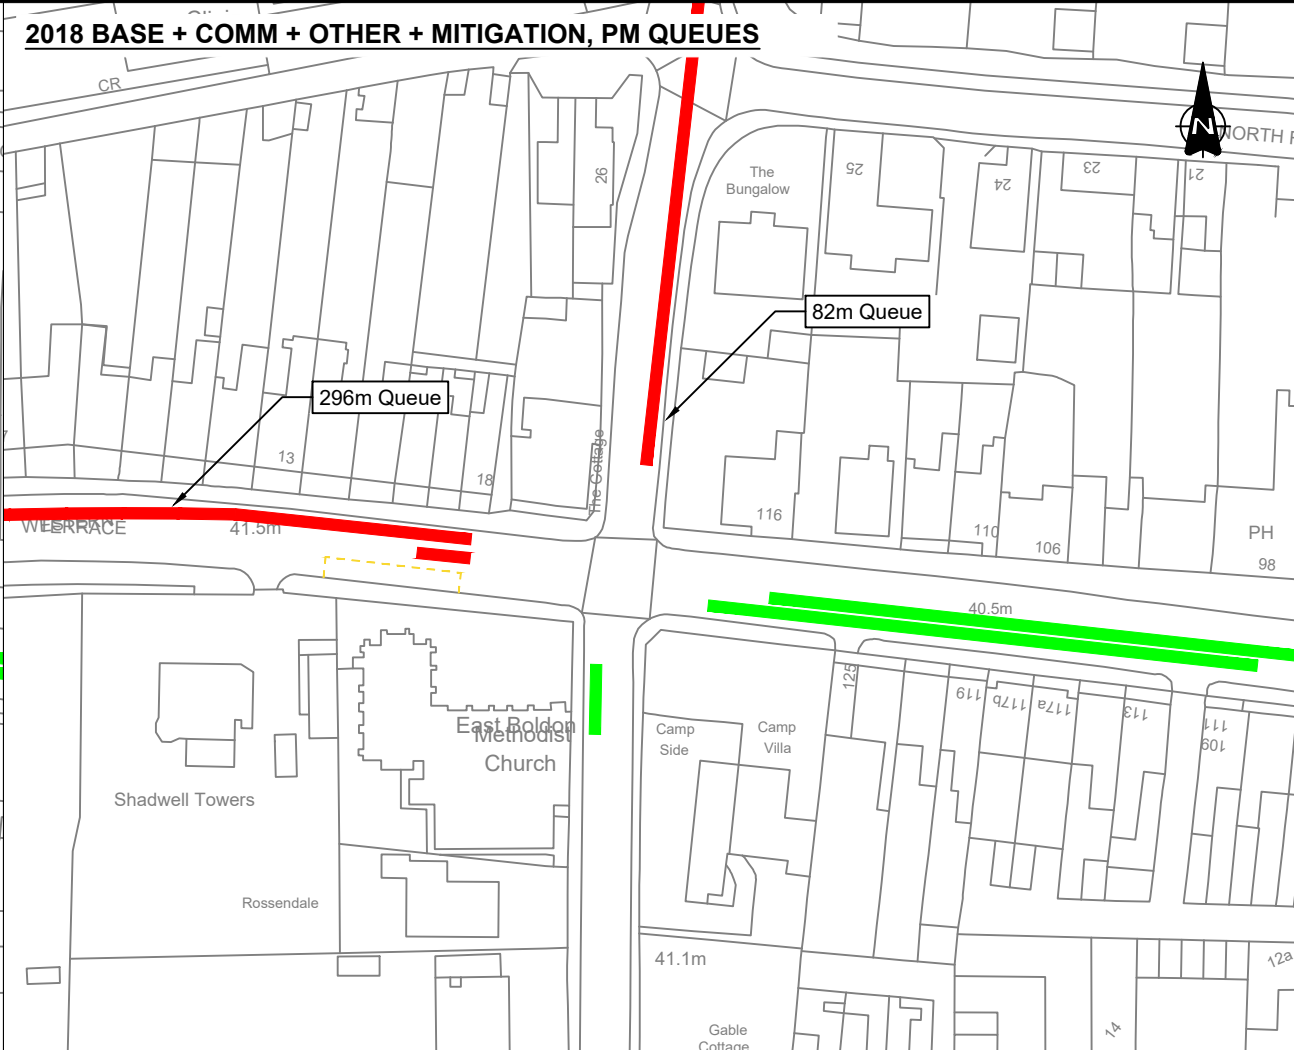 2018 BASE + COMM + OTHER + MITIGATION, PM QUEUES
CR
N
NORTH
26
The
Bungalow
25
24
23
21
82m Queue
296m Queue
13
18
The Cottage
116
110
106
PH
98
WESTERN
TERRACE
41.5m
40.5m
125
119
117b
117a
113
111
109
East Boldon
Methodist
Church
Camp
Side
Camp
Villa
Shadwell Towers
Rossendale
41.1m
12a
14
Gable
Cottage